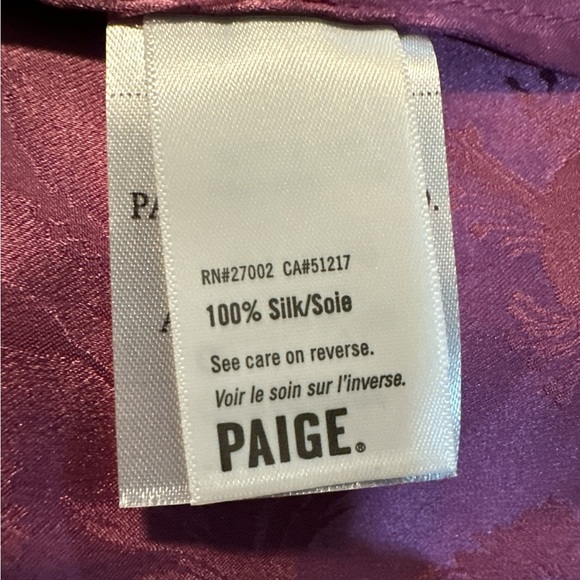 RN#27002 CA#51217
100% Silk/Soie
See care on reverse.
Voir le soin sur l'inverse.
PAIGE®